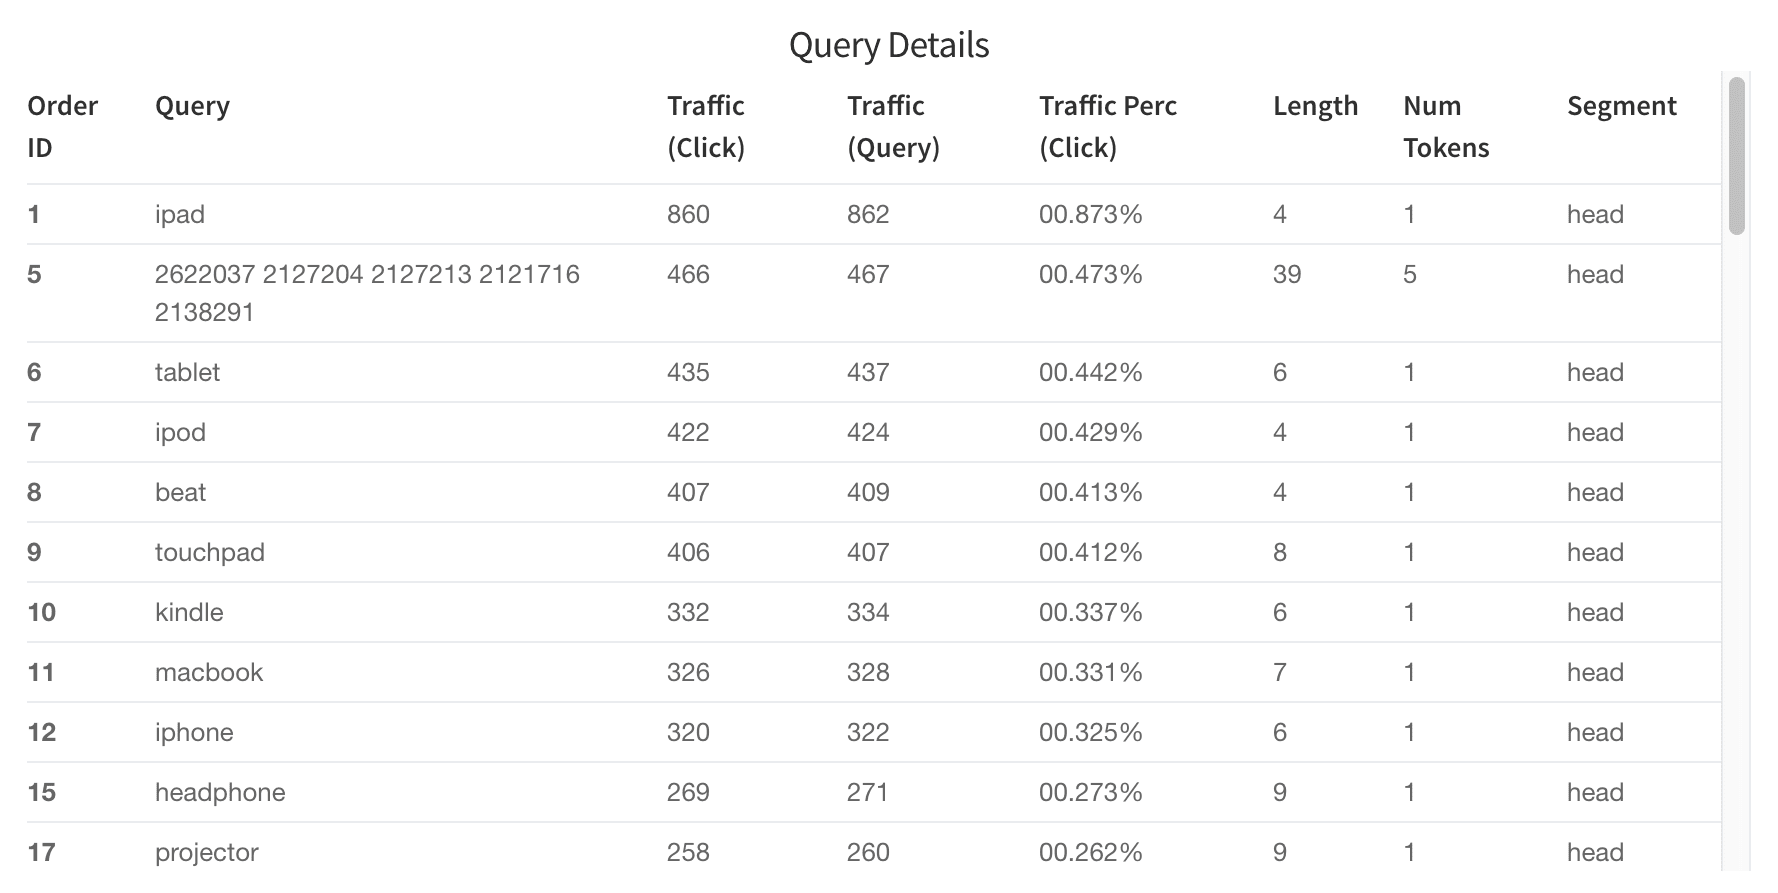 Query Details
Order ID Query Traffic (Click) Traffic (Query) Traffic Perc (Click) Length Num Tokens Segment
1 ipad 860 862 00.873% 4 1 head
5 2622037 2127204 2127213 2121716 2138291 466 467 00.473% 39 5 head
6 tablet 435 437 00.442% 6 1 head
7 ipod 422 424 00.429% 4 1 head
8 beat 407 409 00.413% 4 1 head
9 touchpad 406 407 00.412% 8 1 head
10 kindle 332 334 00.337% 6 1 head
11 macbook 326 328 00.331% 7 1 head
12 iphone 320 322 00.325% 6 1 head
15 headphone 269 271 00.273% 9 1 head
17 projector 258 260 00.262% 9 1 head